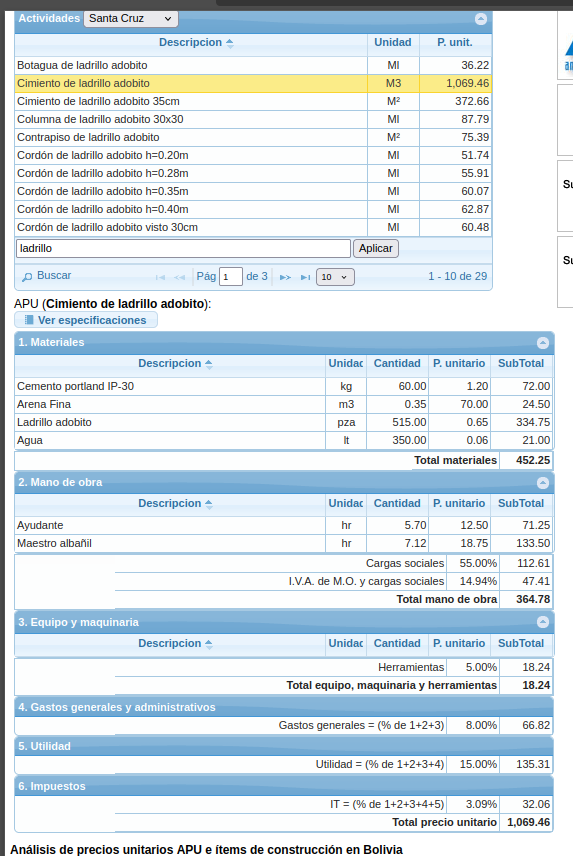 Actividades Santa Cruz
Descripcion Unidad P. unit.
Botagua de ladrillo adobito Ml 36.22
Cimiento de ladrillo adobito M3 1,069.46
Cimiento de ladrillo adobito 35cm M² 372.66
Columna de ladrillo adobito 30x30 Ml 87.79
Contrapiso de ladrillo adobito M² 75.39
Cordón de ladrillo adobito h=0.20m Ml 51.74
Cordón de ladrillo adobito h=0.28m Ml 55.91
Cordón de ladrillo adobito h=0.35m Ml 60.07
Cordón de ladrillo adobito h=0.40m Ml 62.87
Cordón de ladrillo adobito visto 30cm Ml 60.48
ladrillo Aplicar
Buscar Pág 1 de 3 10 1 - 10 de 29
APU (Cimiento de ladrillo adobito):
Ver especificaciones
1. Materiales
Descripcion Unidad Cantidad P. unitario SubTotal
Cemento portland IP-30 kg 60.00 1.20 72.00
Arena Fina m3 0.35 70.00 24.50
Ladrillo adobito pza 515.00 0.65 334.75
Agua lt 350.00 0.06 21.00
Total materiales 452.25
2. Mano de obra
Descripcion Unidad Cantidad P. unitario SubTotal
Ayudante hr 5.70 12.50 71.25
Maestro albañil hr 7.12 18.75 133.50
Cargas sociales 55.00% 112.61
I.V.A. de M.O. y cargas sociales 14.94% 47.41
Total mano de obra 364.78
3. Equipo y maquinaria
Descripcion Unidad Cantidad P. unitario SubTotal
Herramientas 5.00% 18.24
Total equipo, maquinaria y herramientas 18.24
4. Gastos generales y administrativos
Gastos generales = (% de 1+2+3) 8.00% 66.82
5. Utilidad
Utilidad = (% de 1+2+3+4) 15.00% 135.31
6. Impuestos
IT = (% de 1+2+3+4+5) 3.09% 32.06
Total precio unitario 1,069.46
Análisis de precios unitarios APU e ítems de construcción en Bolivia